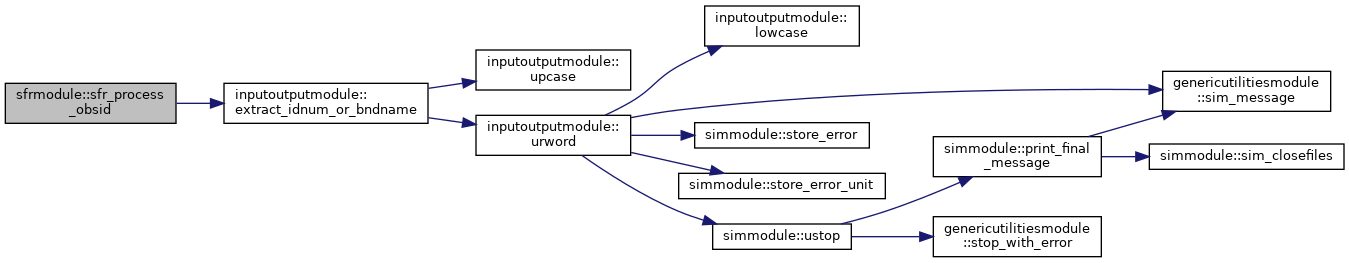 sfrmodule::sfr_process
_obsid
inputoutputmodule::
extract_idnum_or_bndname
inputoutputmodule::
upcase
inputoutputmodule::
urword
inputoutputmodule::
lowcase
simmodule::store_error
simmodule::store_error_unit
simmodule::ustop
simmodule::print_final
_message
genericutilitiesmodule
::stop_with_error
genericutilitiesmodule
::sim_message
simmodule::sim_closefiles